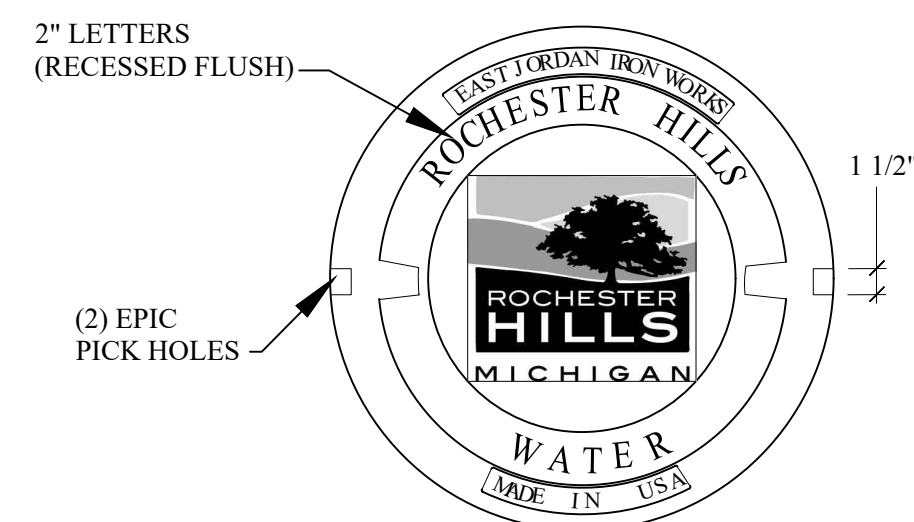 2" LETTERS
(RECESSED FLUSH)
EAST JORDAN IRON WORKS
ROCHESTER HILLS
1 1/2"
ROCHESTER
HILLS
MICHIGAN
(2) EPIC
PICK HOLES
WATER
MADE IN USA